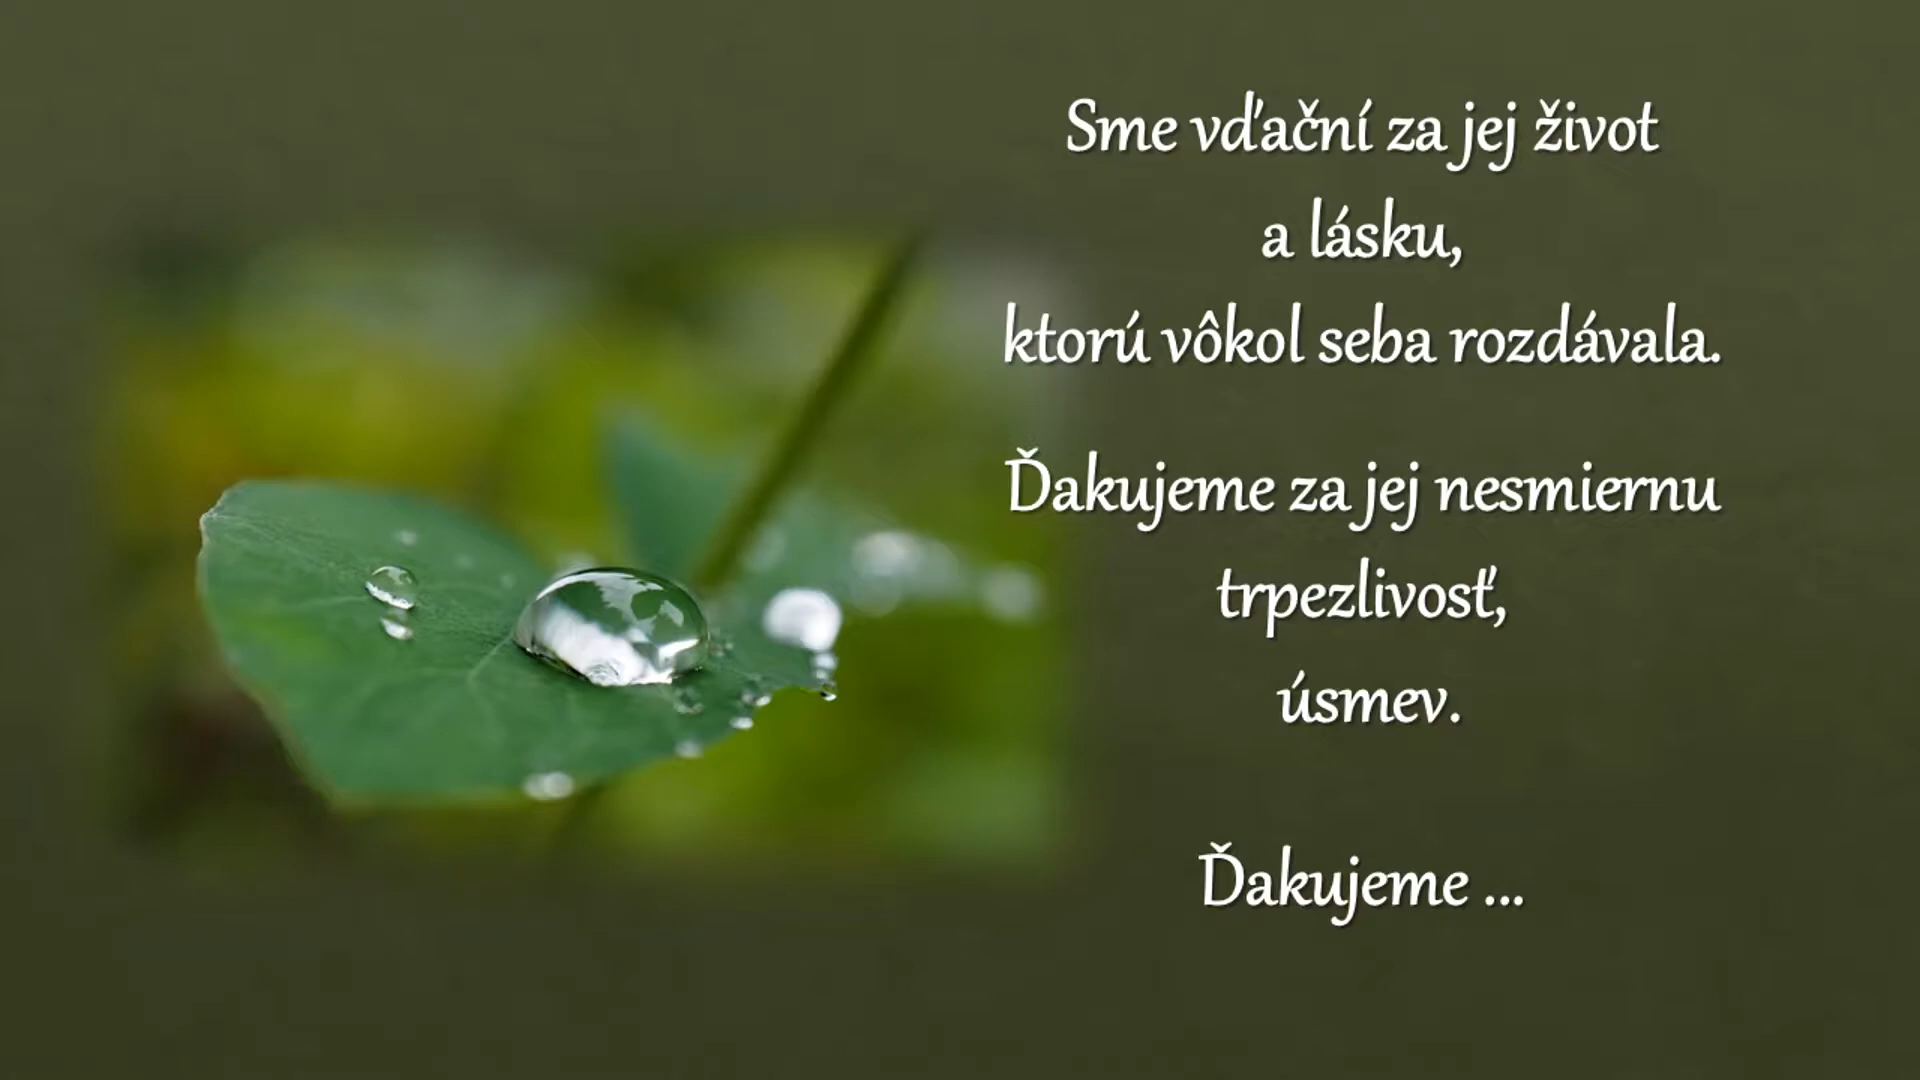 Sme vďační za jej život
a lásku,
ktorú vôkol seba rozdávala.
Ďakujeme za jej nesmiernu
trpezlivosť,
úsmev.
Ďakujeme ...